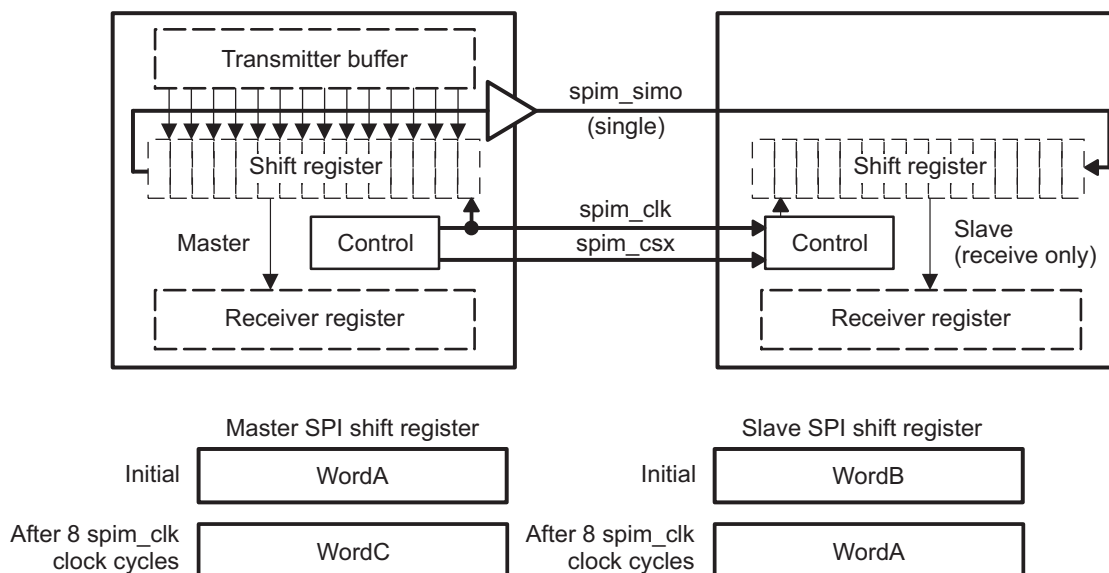 Transmitter buffer
spim_simo
(single)
Shift register
Shift register
spim_clk
Master
Control
spim_csx
Control
Slave
(receive only)
Receiver register
Receiver register
Master SPI shift register
Slave SPI shift register
Initial
WordA
Initial
WordB
After 8 spim_clk
clock cycles
WordC
After 8 spim_clk
clock cycles
WordA